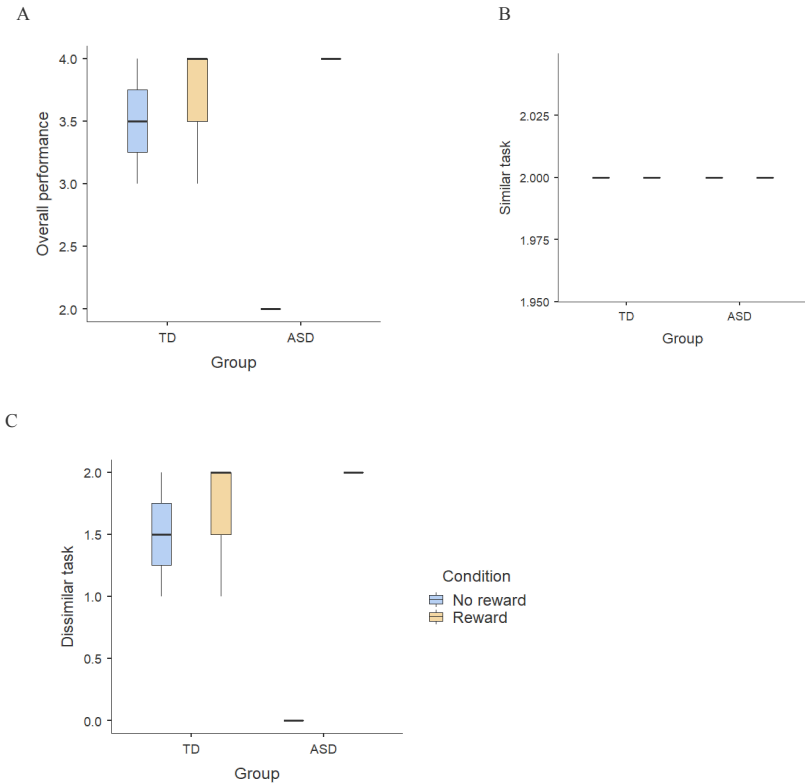 A
Overall performance
4.0
3.5
3.0
2.5
2.0
TD
ASD
Group
B
Similar task
2.025
2.000
1.975
1.950
TD
ASD
Group
C
Dissimilar task
2.0
1.5
1.0
0.5
0.0
TD
ASD
Group
Condition
No reward
Reward